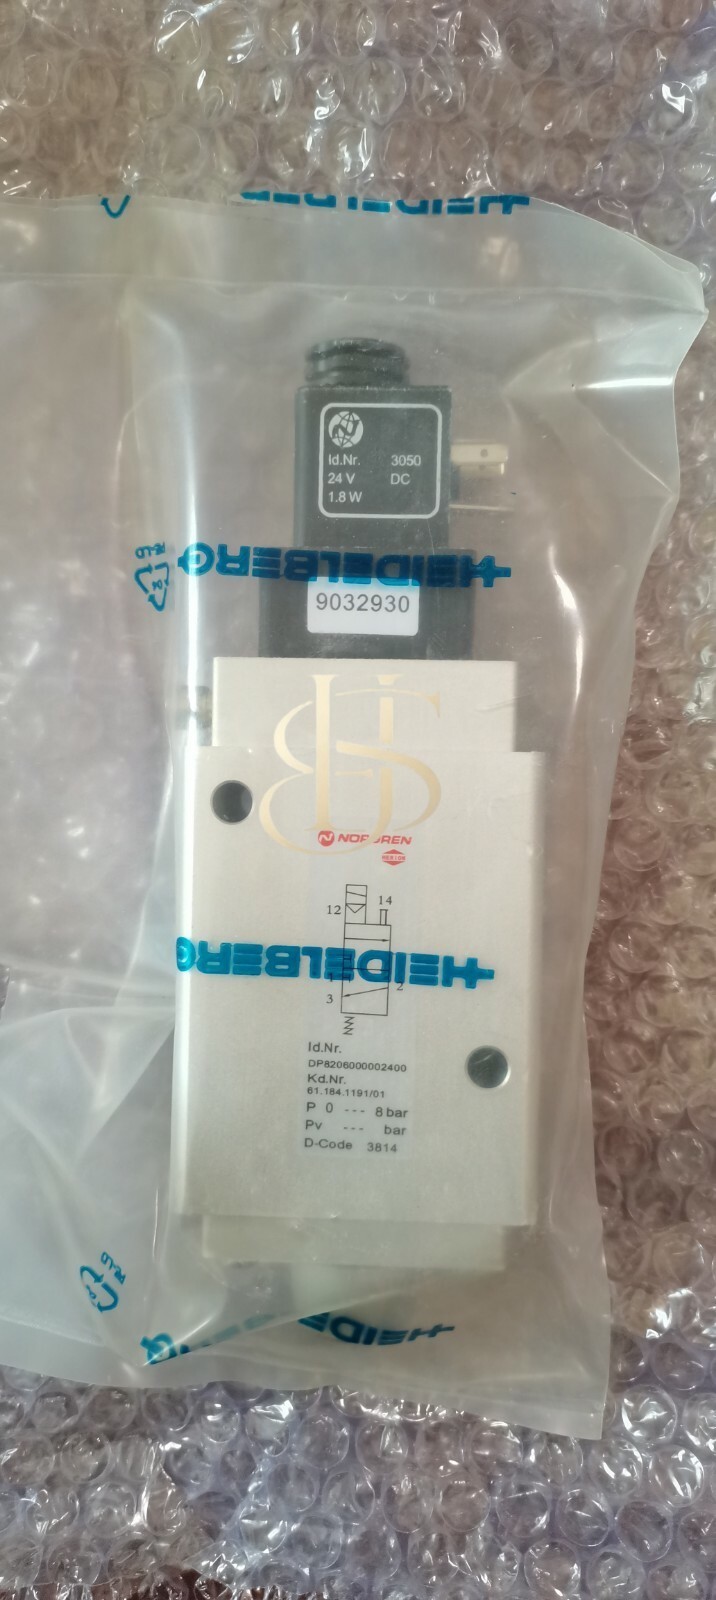 HEIDELBERG
Id.Nr. 3050
24 V DC
1.8 W
HEIDELBERG
9032930
NORGREN
HERION
12
14
HEIDELBERG
3
2
Id.Nr.
DP8206000002400
Kd.Nr.
61.184.1191/01
P 0 --- 8 bar
Pv --- bar
D-Code 3814
HEIDELBERG